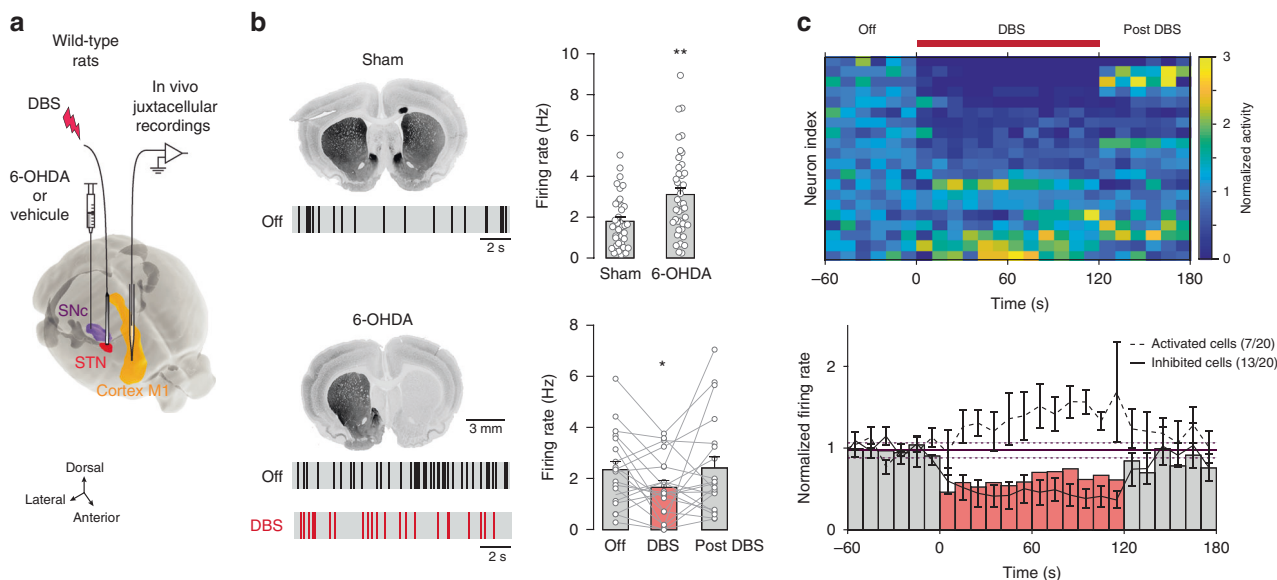 a
Wild-type
rats
DBS
In vivo
juxtacellular
recordings
6-OHDA
or
vehicule
SNc
STN
Cortex M1
Dorsal
Lateral
Anterior
b
Sham
Off
2 s
6-OHDA
3 mm
Off
DBS
2 s
Firing rate (Hz)
10
8
6
4
2
0
**
Sham
6-OHDA
Firing rate (Hz)
8
6
4
2
0
*
Off
DBS
Post DBS
c
Off
DBS
Post DBS
Neuron index
–60
0
60
120
180
Time (s)
3
2
1
0
Normalized activity
Normalized firing rate
2
1
0
Activated cells (7/20)
Inhibited cells (13/20)
–60
0
60
120
180
Time (s)